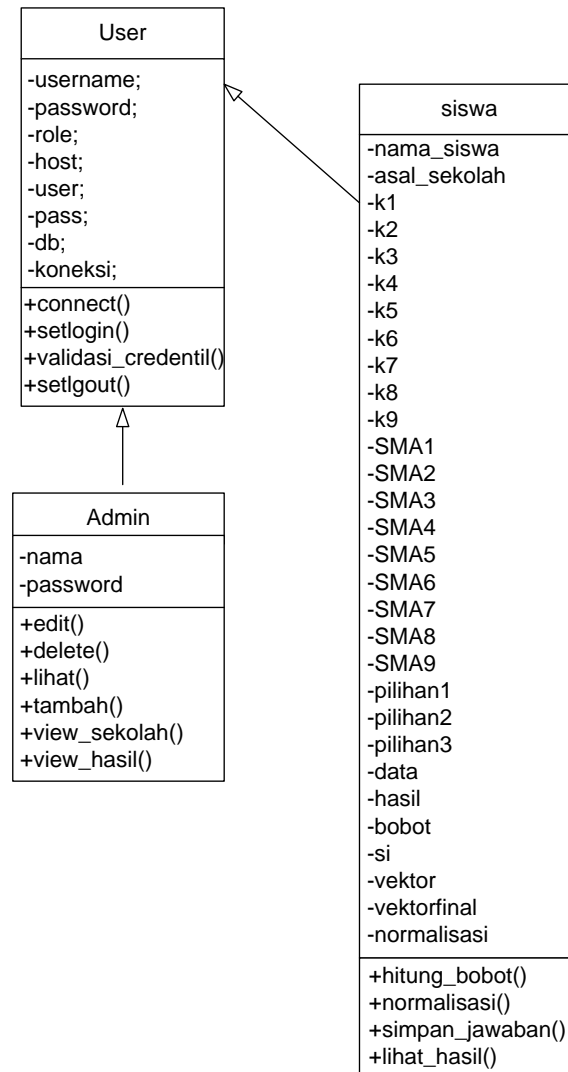 User
-username;
-password;
-role;
-host;
-user;
-pass;
-db;
-koneksi;
+connect()
+setlogin()
+validasi_credentil()
+setlgout()
Admin
-nama
-password
+edit()
+delete()
+lihat()
+tambah()
+view_sekolah()
+view_hasil()
siswa
-nama_siswa
-asal_sekolah
-k1
-k2
-k3
-k4
-k5
-k6
-k7
-k8
-k9
-SMA1
-SMA2
-SMA3
-SMA4
-SMA5
-SMA6
-SMA7
-SMA8
-SMA9
-pilihan1
-pilihan2
-pilihan3
-data
-hasil
-bobot
-si
-vektor
-vektorfinal
-normalisasi
+hitung_bobot()
+normalisasi()
+simpan_jawaban()
+lihat_hasil()